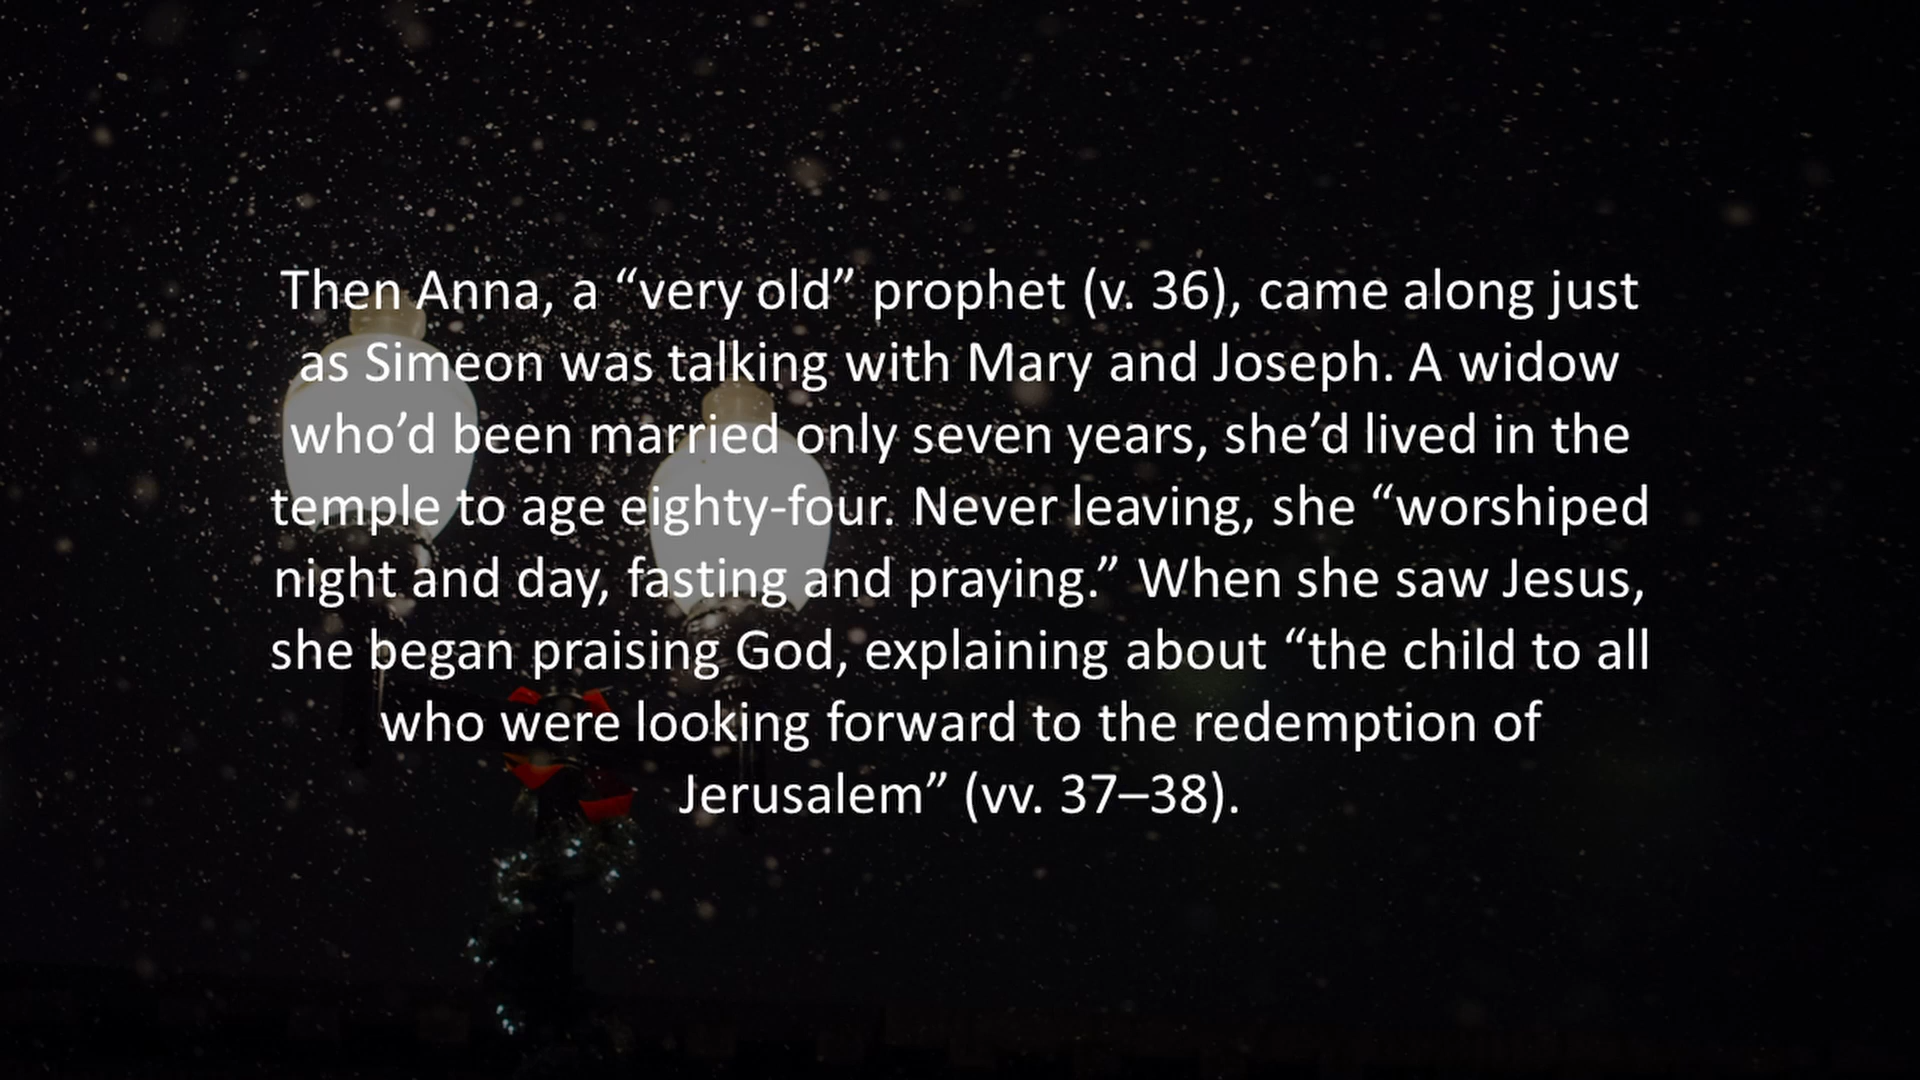 Then Anna, a “very old” prophet (v. 36), came along just
as Simeon was talking with Mary and Joseph. A widow
who’d been married only seven years, she’d lived in the
temple to age eighty-four. Never leaving, she “worshiped
night and day, fasting and praying.” When she saw Jesus,
she began praising God, explaining about “the child to all
who were looking forward to the redemption of
Jerusalem” (vv. 37–38).